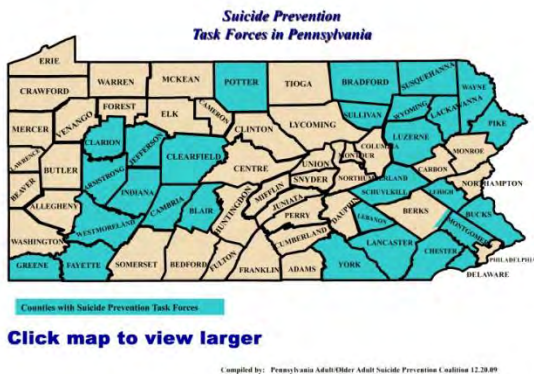 Suicide Prevention
Task Forces in Pennsylvania
ERIE
CRAWFORD
WARREN
MCKEAN
POTTER
TIOGA
BRADFORD
SUSQUEHANNA
WAYNE
FOREST
ELK
CAMERON
MERCER
VENANGO
SULLIVAN
WYOMING
LACKAWANNA
PIKE
CLARION
JEFFERSON
CLINTON
LYCOMING
LUZERNE
LAWRENCE
CLEARFIELD
COLUMBIA
MONROE
BUTLER
CENTRE
UNION
MONTOUR
CARBON
BEAVER
ARMSTRONG
SNYDER
NORTHUMBERLAND
NORTHAMPTON
INDIANA
MIFFLIN
SCHUYLKILL
LEHIGH
ALLEGHENY
CAMBRIA
BLAIR
HUNTINGDON
JUNIATA
PERRY
DAUPHIN
BERKS
BUCKS
LEBANON
MONTGOMERY
WESTMORELAND
WASHINGTON
CUMBERLAND
LANCASTER
CHESTER
PHILADELPHIA
GREENE
FAYETTE
SOMERSET
BEDFORD
FULTON
FRANKLIN
ADAMS
YORK
DELAWARE
Counties with Suicide Prevention Task Forces
Click map to view larger
Compiled by: Pennsylvania Adult/Older Adult Suicide Prevention Coalition 12.20.09